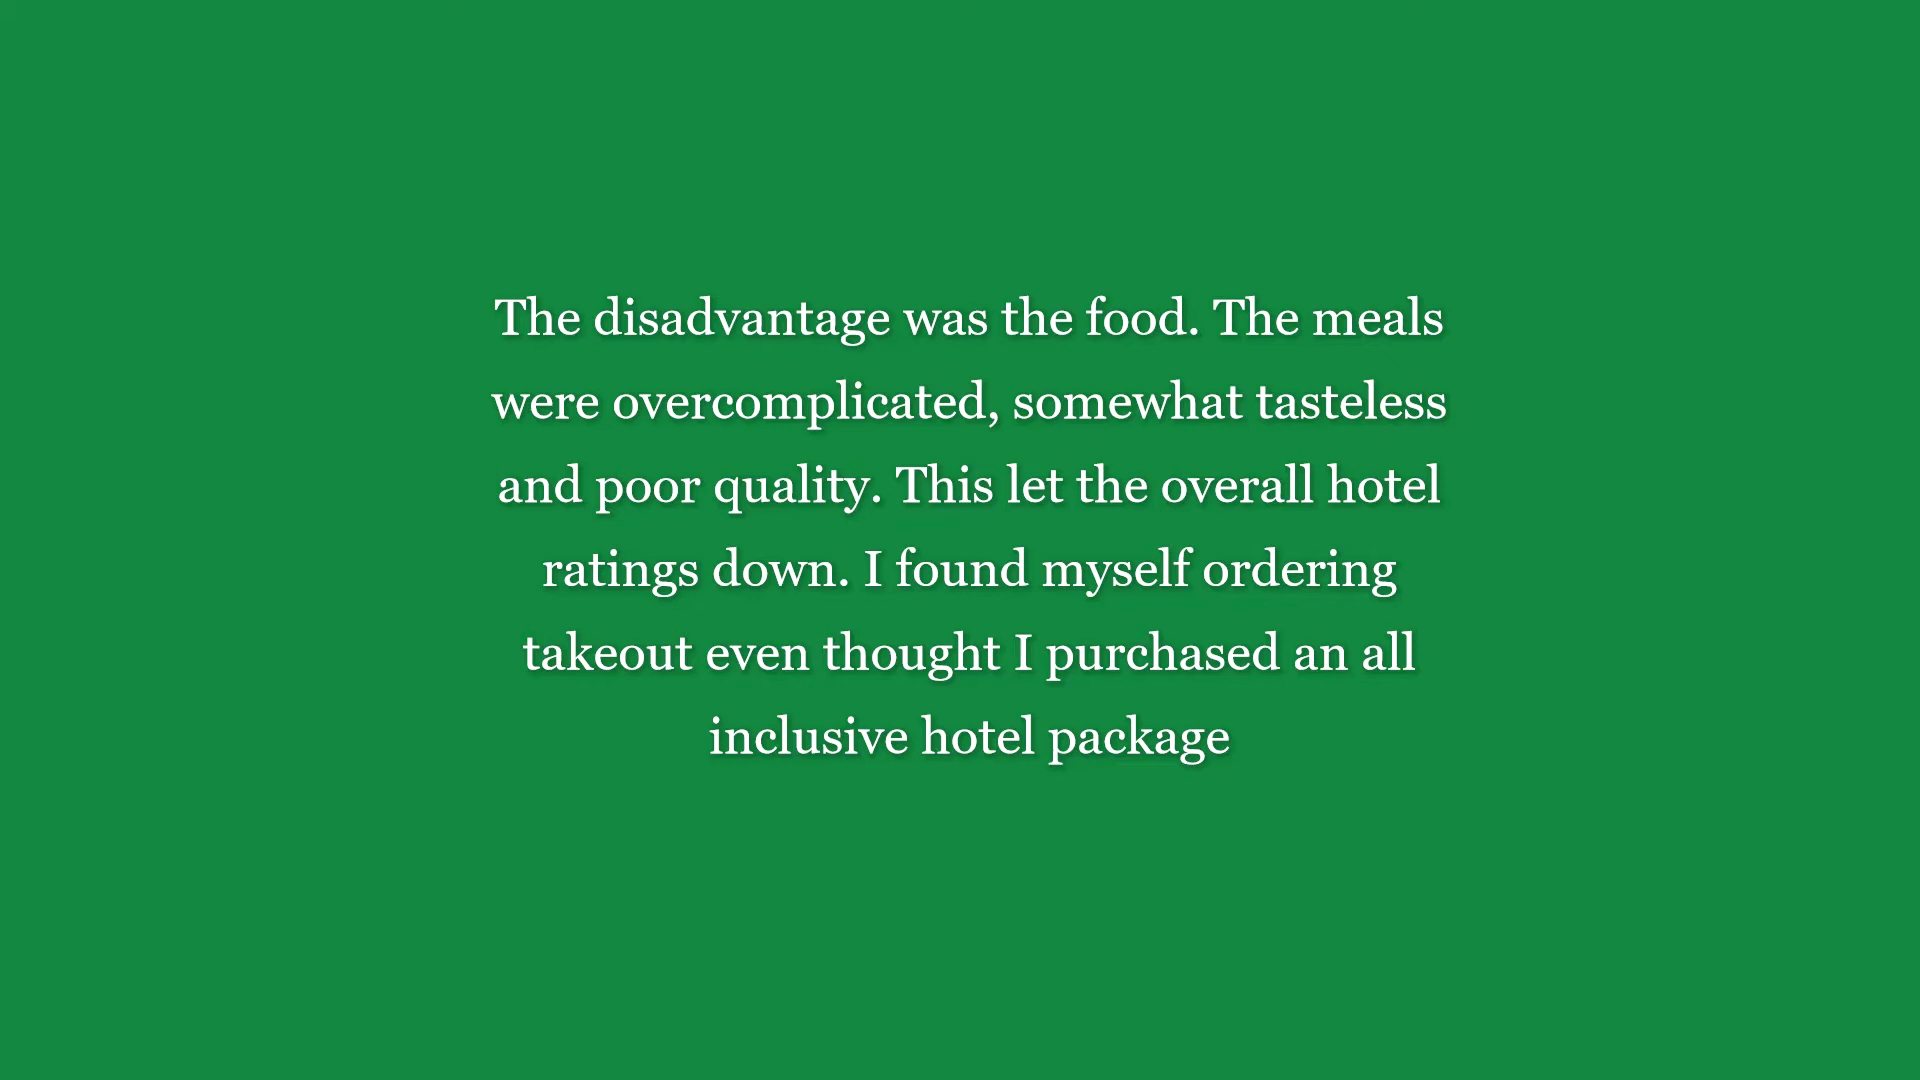 The disadvantage was the food. The meals
were overcomplicated, somewhat tasteless
and poor quality. This let the overall hotel
ratings down. I found myself ordering
takeout even thought I purchased an all
inclusive hotel package